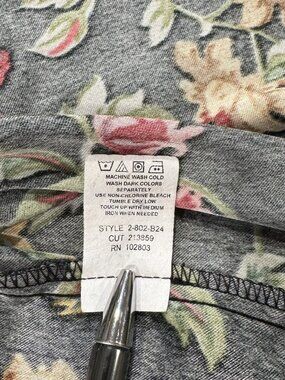 MACHINE WASH COLD
WASH DARK COLORS
SEPARATELY
USE NON-CHLORINE BLEACH
TUMBLE DRY LOW
TOUCH UP WITH MEDIUM
IRON WHEN NEEDED
STYLE 2-802-B24
CUT 213859
RN 102803